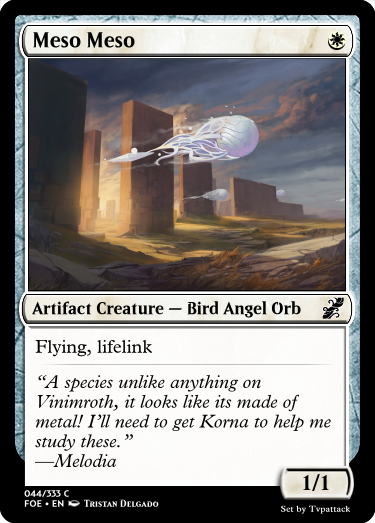 Meso Meso
Artifact Creature — Bird Angel Orb
Flying, lifelink
“A species unlike anything on
Vinimroth, it looks like its made of
metal! I’ll need to get Korna to help me
study these.”
—Melodia
1/1
044/333 C
FOE • EN Tristan Delgado
Set by Tvpattack